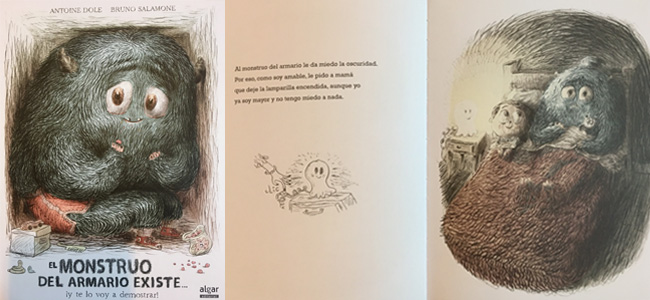 ANTOINE DOLE BRUNO SALAMONE
EL MONSTRUO
DEL ARMARIO EXISTE...
¡y te lo voy a demostrar!
algar
Al monstruo del armario le da miedo la oscuridad.
Por eso, como soy amable, le pido a mamá
que deje la lamparilla encendida, aunque yo
ya soy mayor y no tengo miedo a nada.